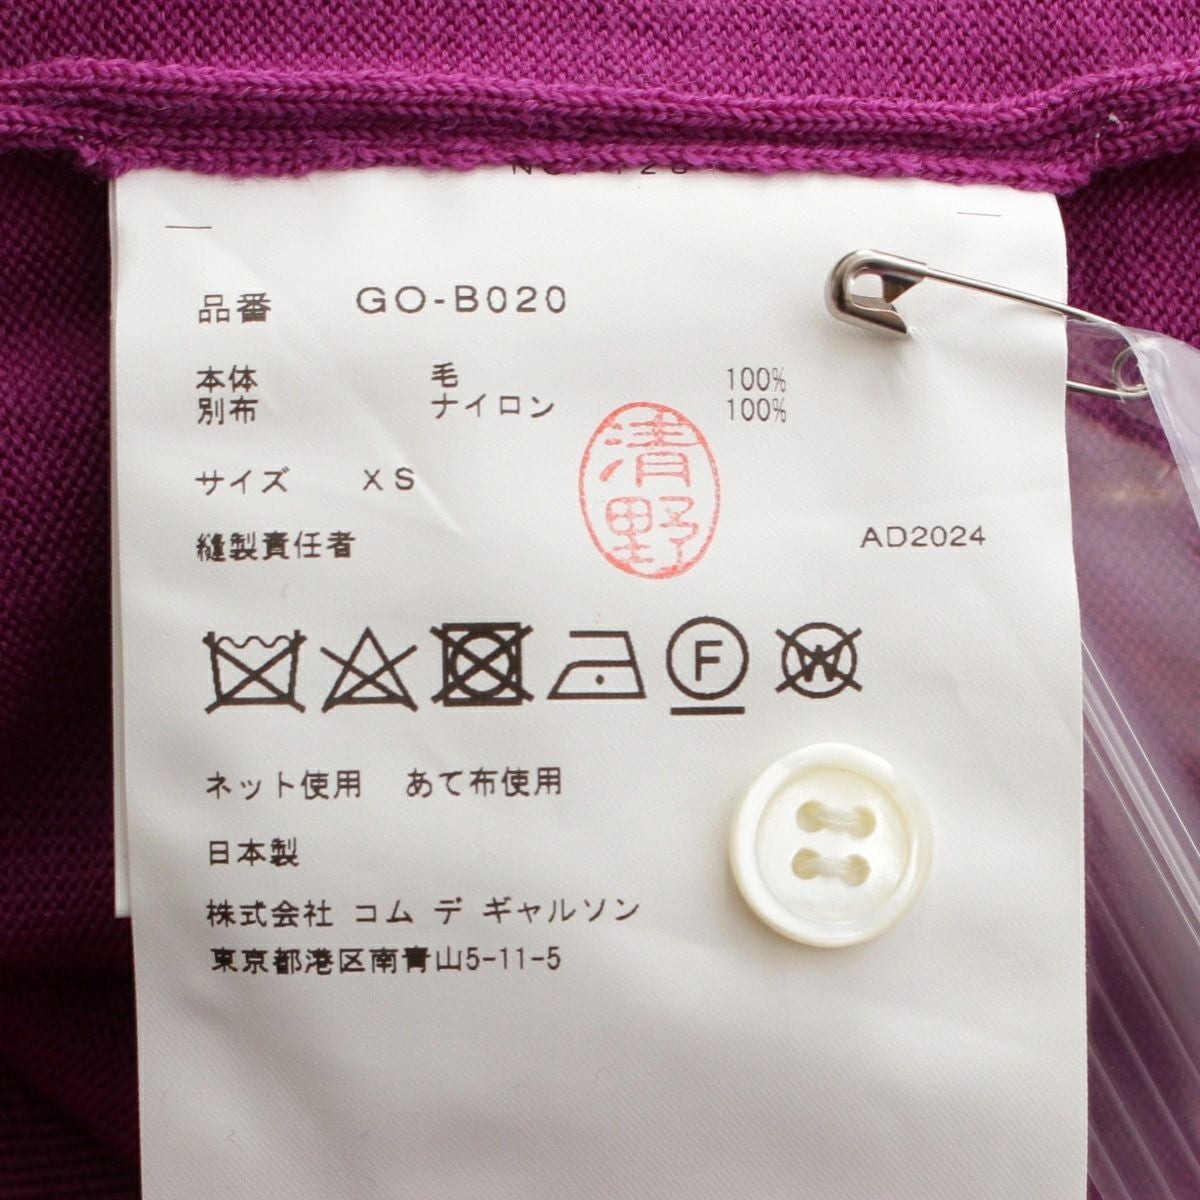 品番 GO-B020
本体 毛 100%
別布 ナイロン 100%
清野
サイズ XS
縫製責任者 AD2024
F
W
ネット使用 あて布使用
日本製
株式会社 コム デ ギャルソン
東京都港区南青山5-11-5